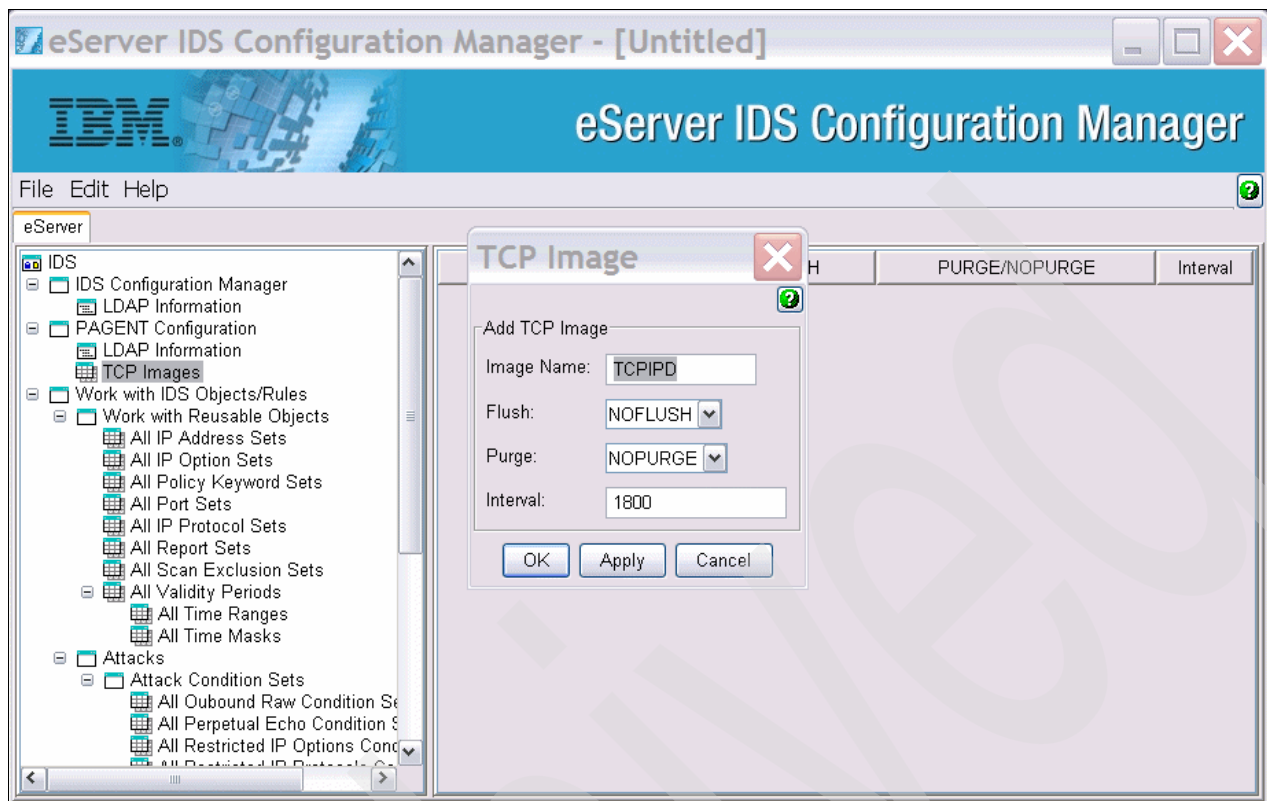 eServer IDS Configuration Manager - [Untitled]
IBM.
eServer IDS Configuration Manager
File Edit Help
eServer
IDS
IDS Configuration Manager
LDAP Information
PAGENT Configuration
LDAP Information
TCP Images
Work with IDS Objects/Rules
Work with Reusable Objects
All IP Address Sets
All IP Option Sets
All Policy Keyword Sets
All Port Sets
All IP Protocol Sets
All Report Sets
All Scan Exclusion Sets
All Validity Periods
All Time Ranges
All Time Masks
Attacks
Attack Condition Sets
All Oubound Raw Condition Se
All Perpetual Echo Condition S
All Restricted IP Options Cond
H PURGE/NOPURGE Interval
TCP Image
Add TCP Image
Image Name: TCPIPD
Flush: NOFLUSH
Purge: NOPURGE
Interval: 1800
OK Apply Cancel